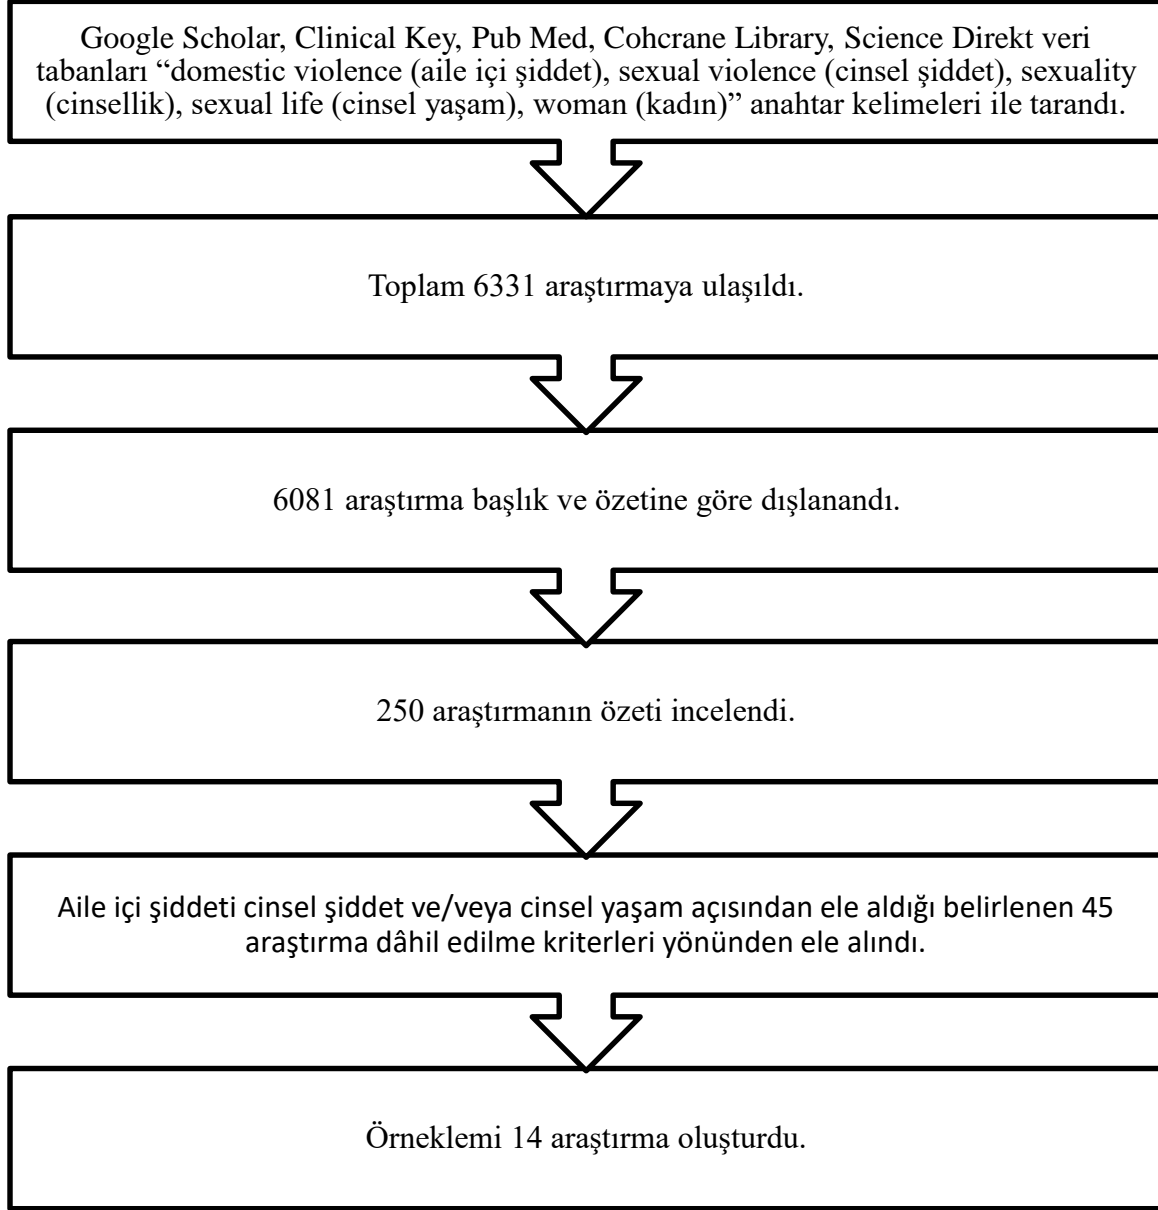 Google Scholar, Clinical Key, Pub Med, Cohcrane Library, Science Direkt veri
tabanları “domestic violence (aile içi şiddet), sexual violence (cinsel şiddet), sexuality
(cinsellik), sexual life (cinsel yaşam), woman (kadın)” anahtar kelimeleri ile tarandı.
Toplam 6331 araştırmaya ulaşıldı.
6081 araştırma başlık ve özetine göre dışlanandı.
250 araştırmanın özeti incelendi.
Aile içi şiddeti cinsel şiddet ve/veya cinsel yaşam açısından ele aldığı belirlenen 45
araştırma dâhil edilme kriterleri yönünden ele alındı.
Örneklemi 14 araştırma oluşturdu.